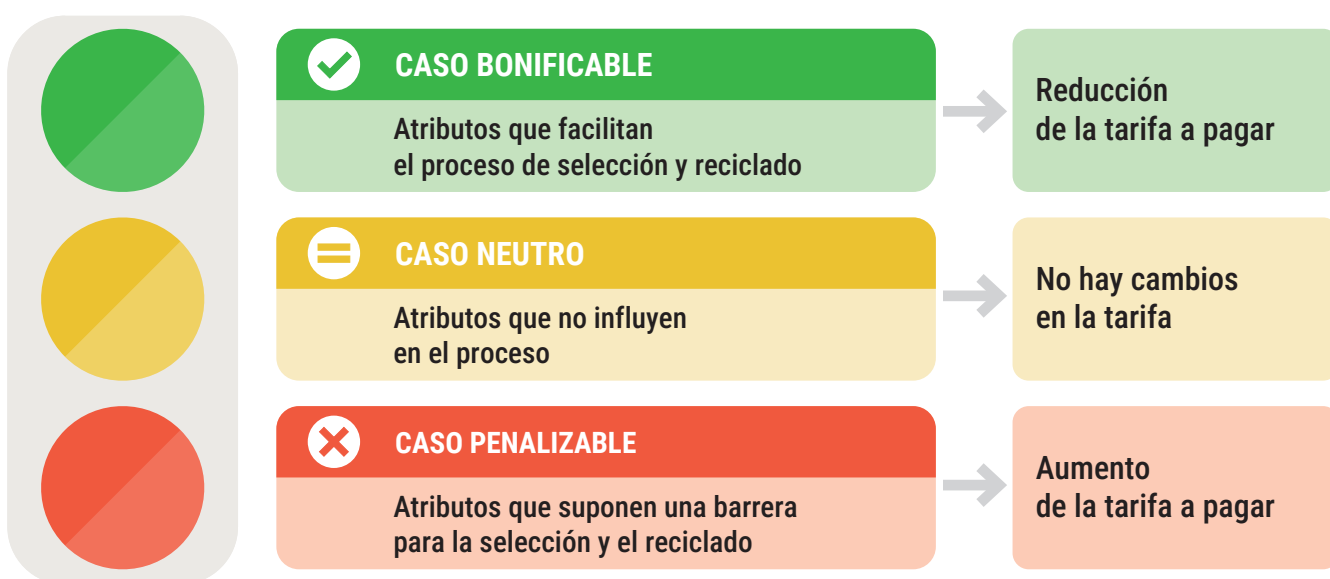 CASO BONIFICABLE
Atributos que facilitan
el proceso de selección y reciclado
Reducción
de la tarifa a pagar
CASO NEUTRO
Atributos que no influyen
en el proceso
No hay cambios
en la tarifa
CASO PENALIZABLE
Atributos que suponen una barrera
para la selección y el reciclado
Aumento
de la tarifa a pagar